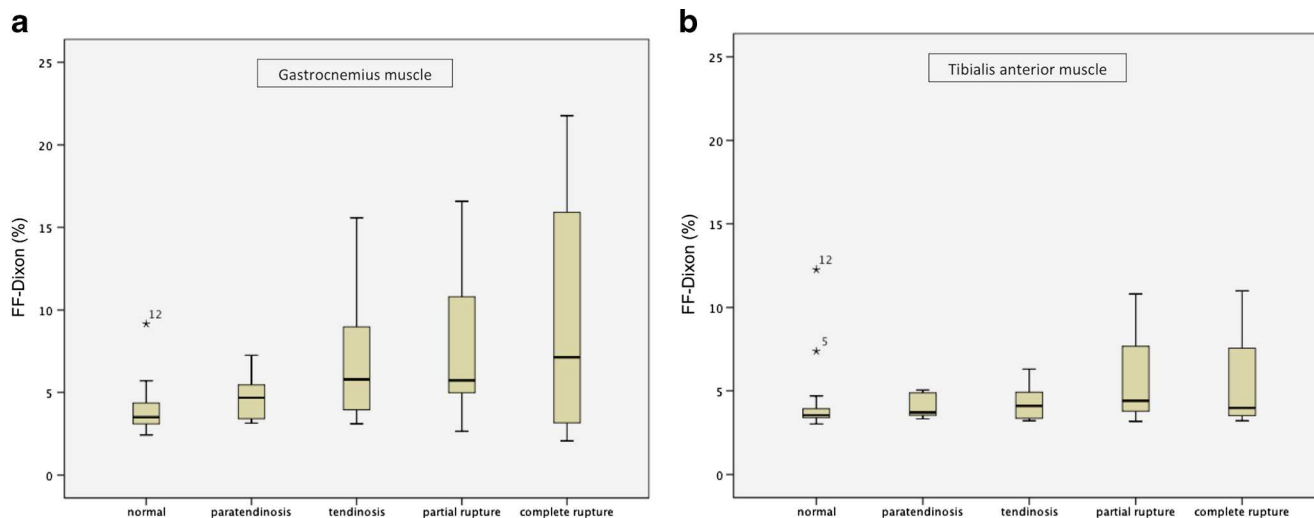 a
Gastrocnemius muscle
FF-Dixon (%)
25
20
15
10
5
0
12
normal paratendinosis tendinosis partial rupture complete rupture
b
Tibialis anterior muscle
FF-Dixon (%)
25
20
15
10
5
0
12
5
normal paratendinosis tendinosis partial rupture complete rupture